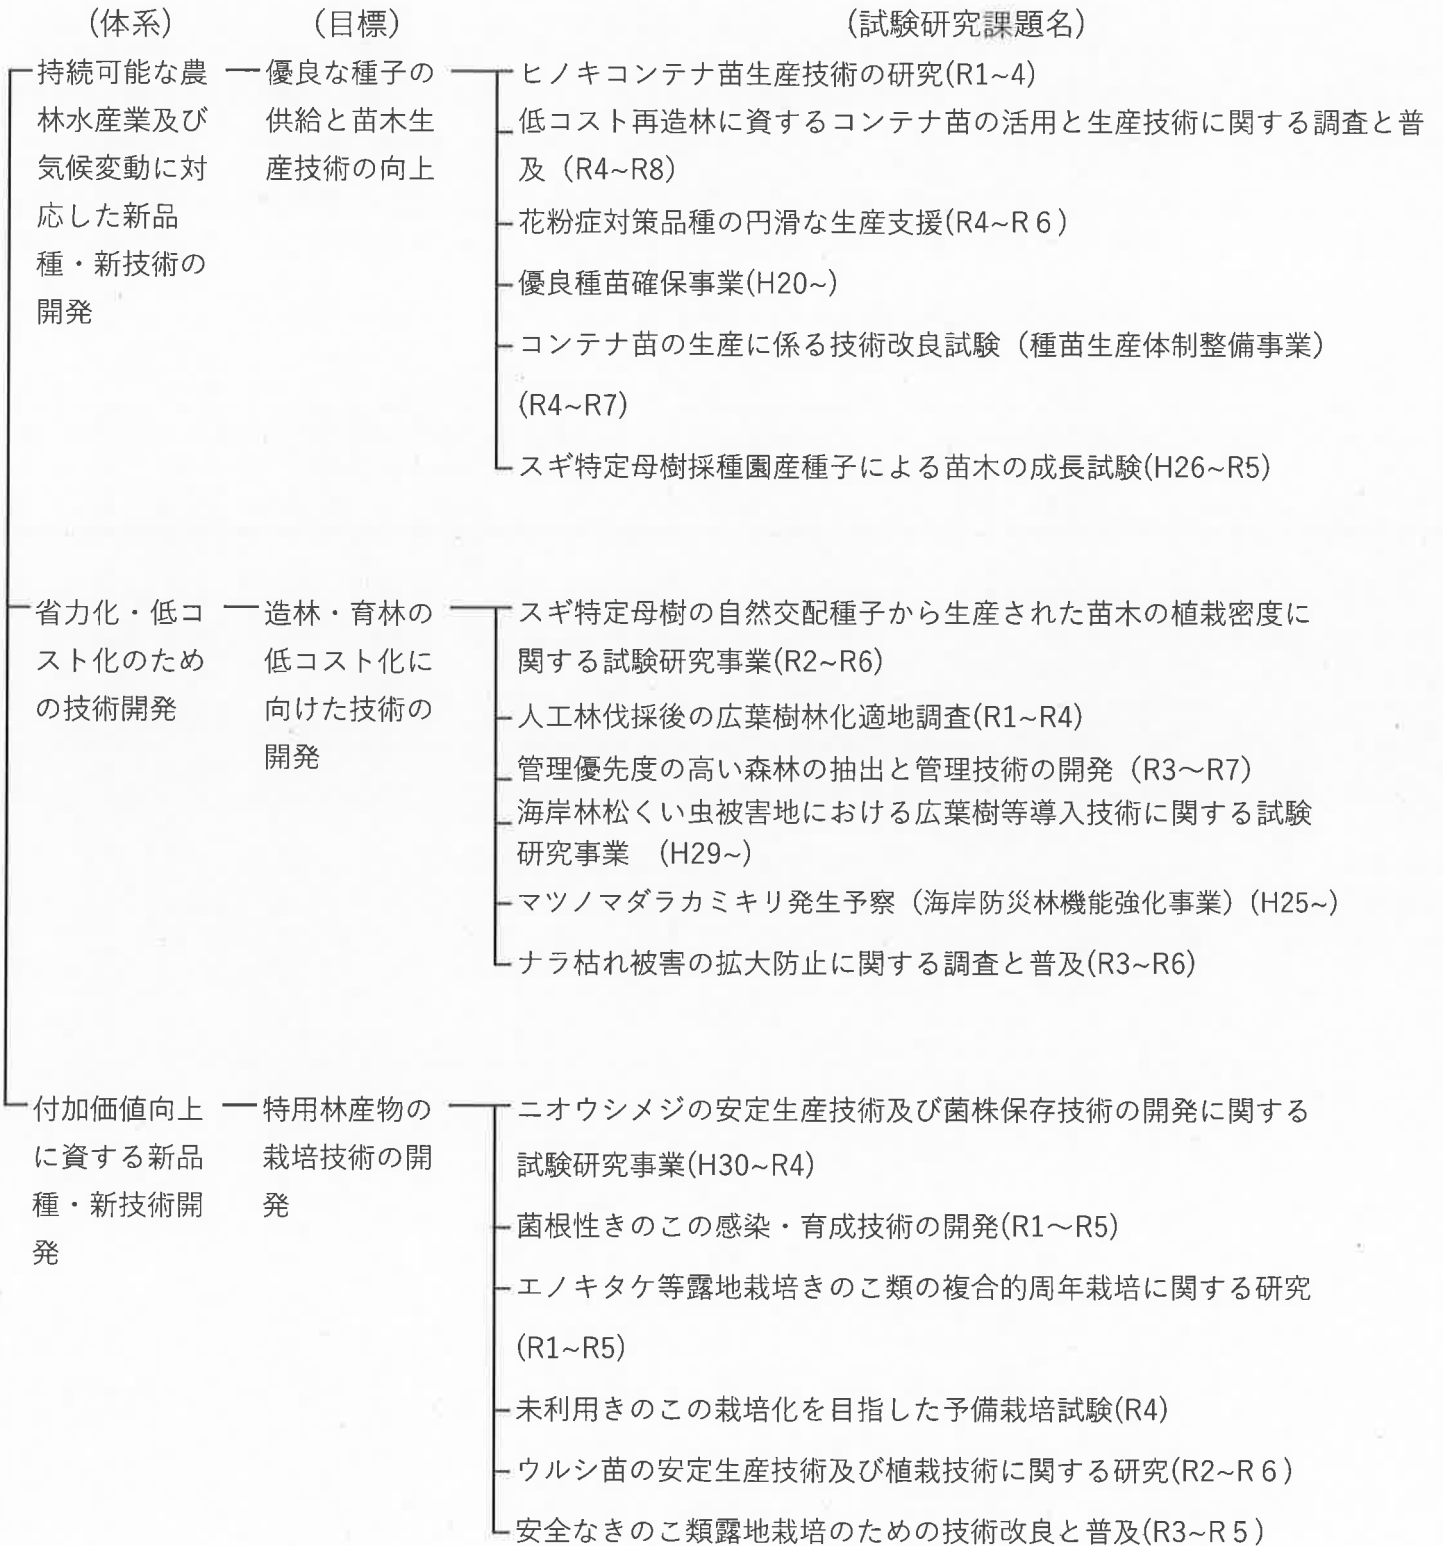 (体系)
(目標)
(試験研究課題名)
持続可能な農
林水産業及び
気候変動に対
応した新品
種・新技術の
開発
優良な種子の
供給と苗木生
産技術の向上
ヒノキコンテナ苗生産技術の研究(R1~4)
低コスト再造林に資するコンテナ苗の活用と生産技術に関する調査と普
及（R4~R8)
花粉症対策品種の円滑な生産支援(R4~R６)
優良種苗確保事業(H20~)
コンテナ苗の生産に係る技術改良試験（種苗生産体制整備事業）
(R4~R7)
スギ特定母樹採種園産種子による苗木の成長試験(H26~R5)
省力化・低コ
スト化のため
の技術開発
造林・育林の
低コスト化に
向けた技術の
開発
スギ特定母樹の自然交配種子から生産された苗木の植栽密度に
関する試験研究事業(R2~R6)
人工林伐採後の広葉樹林化適地調査(R1~R4)
管理優先度の高い森林の抽出と管理技術の開発（R3～R7）
海岸林松くい虫被害地における広葉樹等導入技術に関する試験
研究事業　(H29~)
マツノマダラカミキリ発生予察（海岸防災林機能強化事業）(H25~)
ナラ枯れ被害の拡大防止に関する調査と普及(R3~R6)
付加価値向上
に資する新品
種・新技術開
発
特用林産物の
栽培技術の開
発
ニオウシメジの安定生産技術及び菌株保存技術の開発に関する
試験研究事業(H30~R4)
菌根性きのこの感染・育成技術の開発(R1～R5)
エノキタケ等露地栽培きのこ類の複合的周年栽培に関する研究
(R1~R5)
未利用きのこの栽培化を目指した予備栽培試験(R4)
ウルシ苗の安定生産技術及び植栽技術に関する研究(R2~R６)
安全なきのこ類露地栽培のための技術改良と普及(R3~R５)